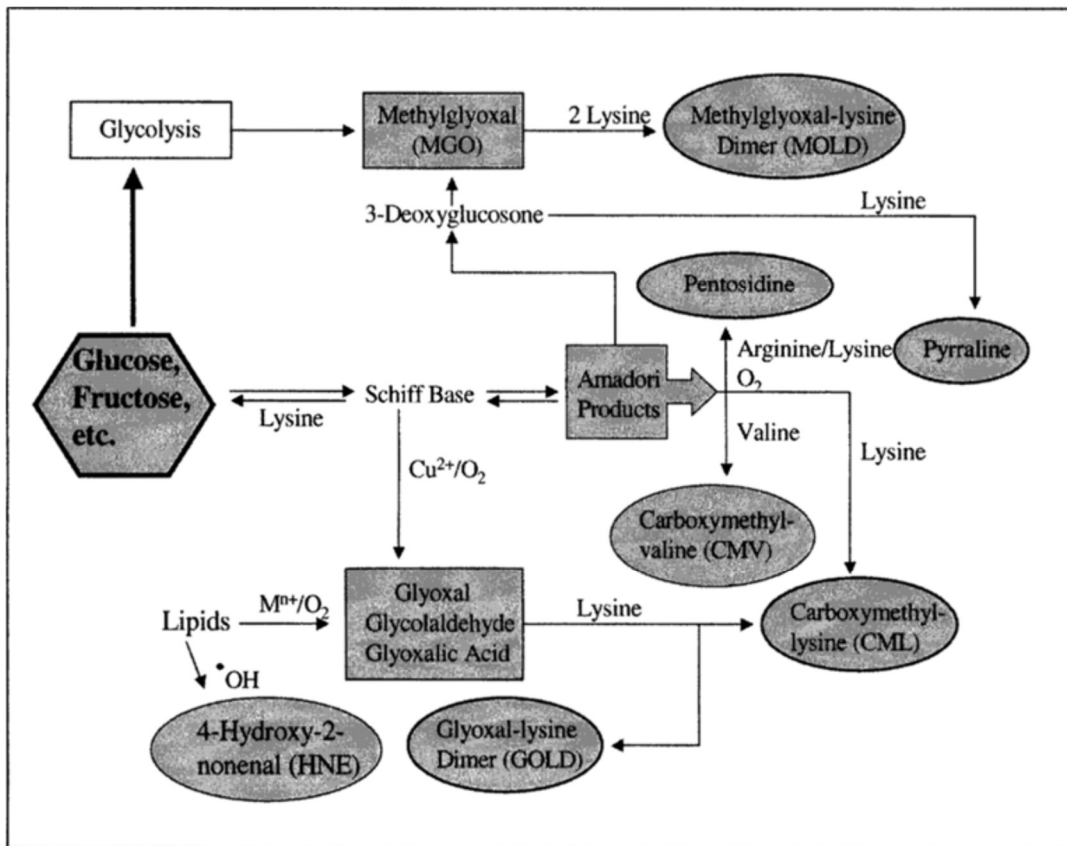 Glycolysis
Methylglyoxal
(MGO)
2 Lysine
Methylglyoxal-lysine
Dimer (MOLD)
3-Deoxyglucosone
Lysine
Pentosidine
Pyrraline
Glucose,
Fructose,
etc.
Lysine
Schiff Base
Amadori
Products
Arginine/Lysine
O₂
Valine
Lysine
Cu²⁺/O₂
Carboxymethyl-
valine (CMV)
Lipids
Mⁿ⁺/O₂
Glyoxal
Glycolaldehyde
Glyoxalic Acid
Lysine
Carboxymethyl-
lysine (CML)
•OH
4-Hydroxy-2-
nonenal (HNE)
Glyoxal-lysine
Dimer (GOLD)